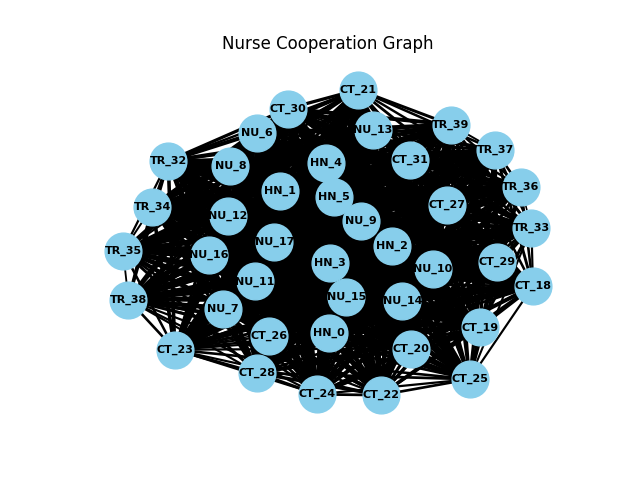 Nurse Cooperation Graph
CT_21
CT_30
TR_39
NU_13
NU_6
TR_37
CT_31
TR_32
HN_4
NU_8
TR_36
HN_1
HN_5
CT_27
TR_34
NU_12
NU_9
TR_33
NU_17
HN_2
TR_35
NU_16
CT_29
HN_3
NU_10
NU_11
CT_18
NU_15
TR_38
NU_14
NU_7
CT_19
HN_0
CT_26
CT_20
CT_23
CT_28
CT_25
CT_24
CT_22